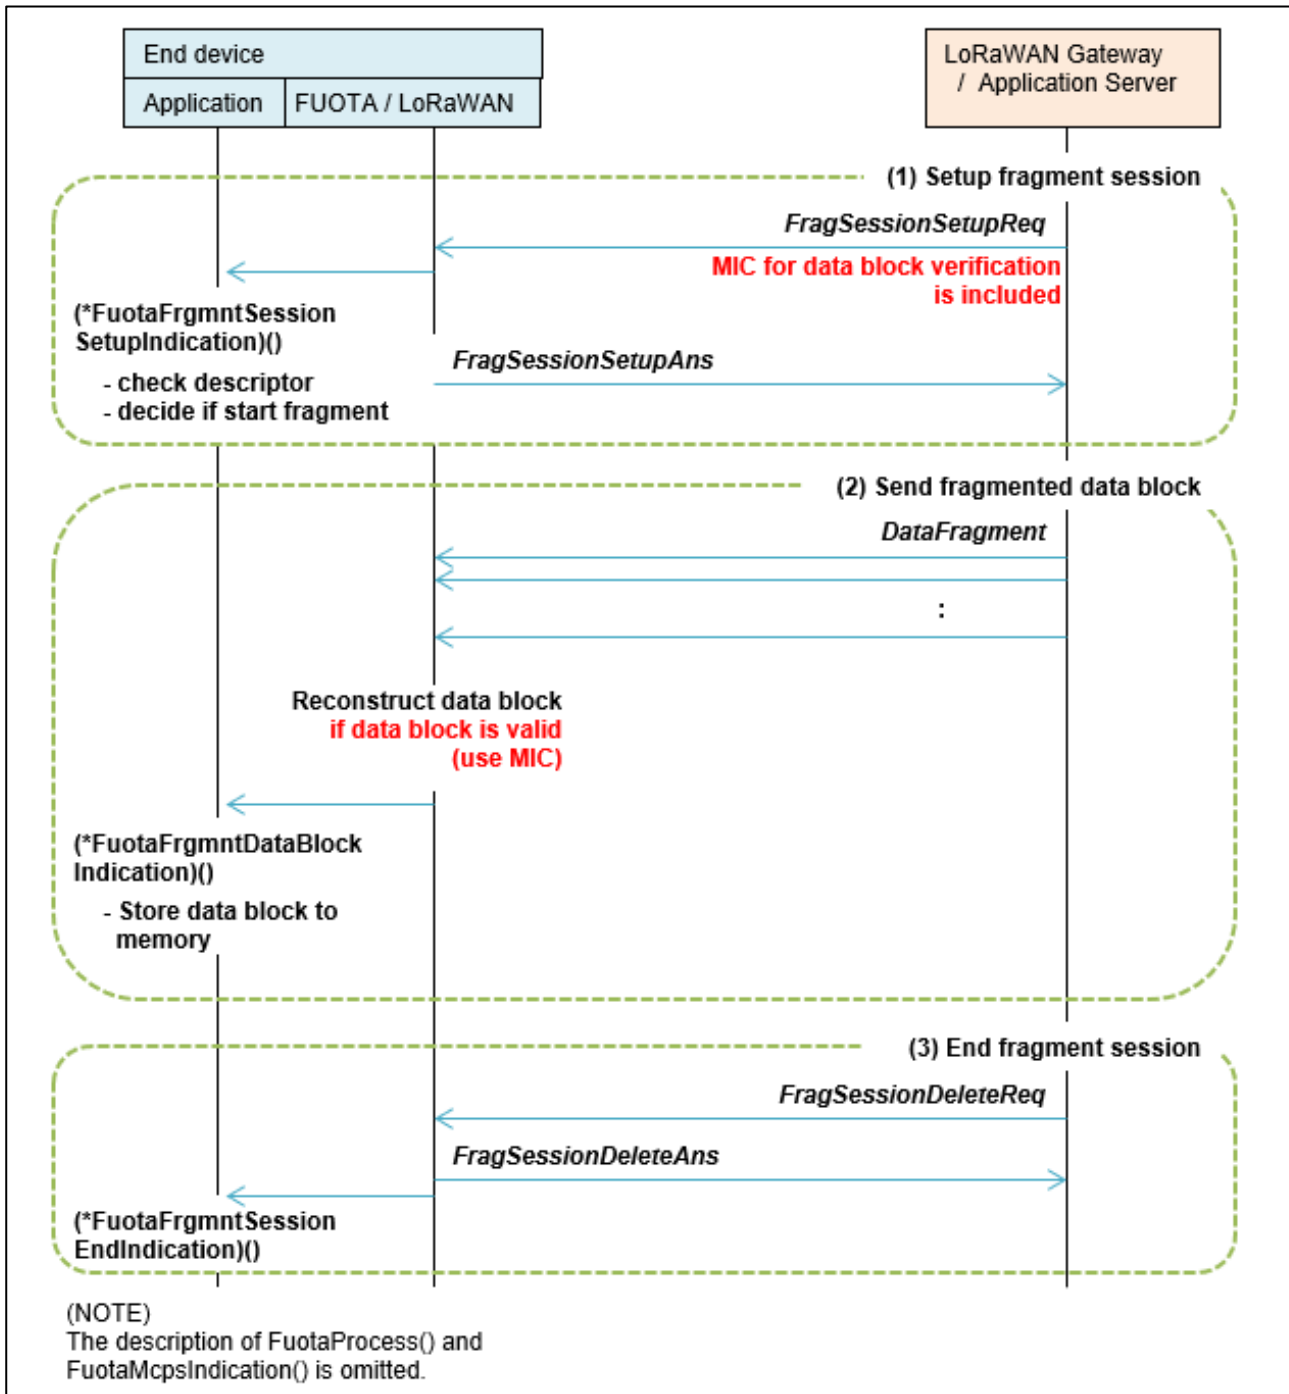 End device
Application
FUOTA / LoRaWAN
LoRaWAN Gateway
/ Application Server
(1) Setup fragment session
FragSessionSetupReq
MIC for data block verification
is included
(*FuotaFrgmntSession
SetupIndication)()
- check descriptor
- decide if start fragment
FragSessionSetupAns
(2) Send fragmented data block
DataFragment
:
Reconstruct data block
if data block is valid
(use MIC)
(*FuotaFrgmntDataBlock
Indication)()
- Store data block to
memory
(3) End fragment session
FragSessionDeleteReq
FragSessionDeleteAns
(*FuotaFrgmntSession
EndIndication)()
(NOTE)
The description of FuotaProcess() and
FuotaMcpsIndication() is omitted.